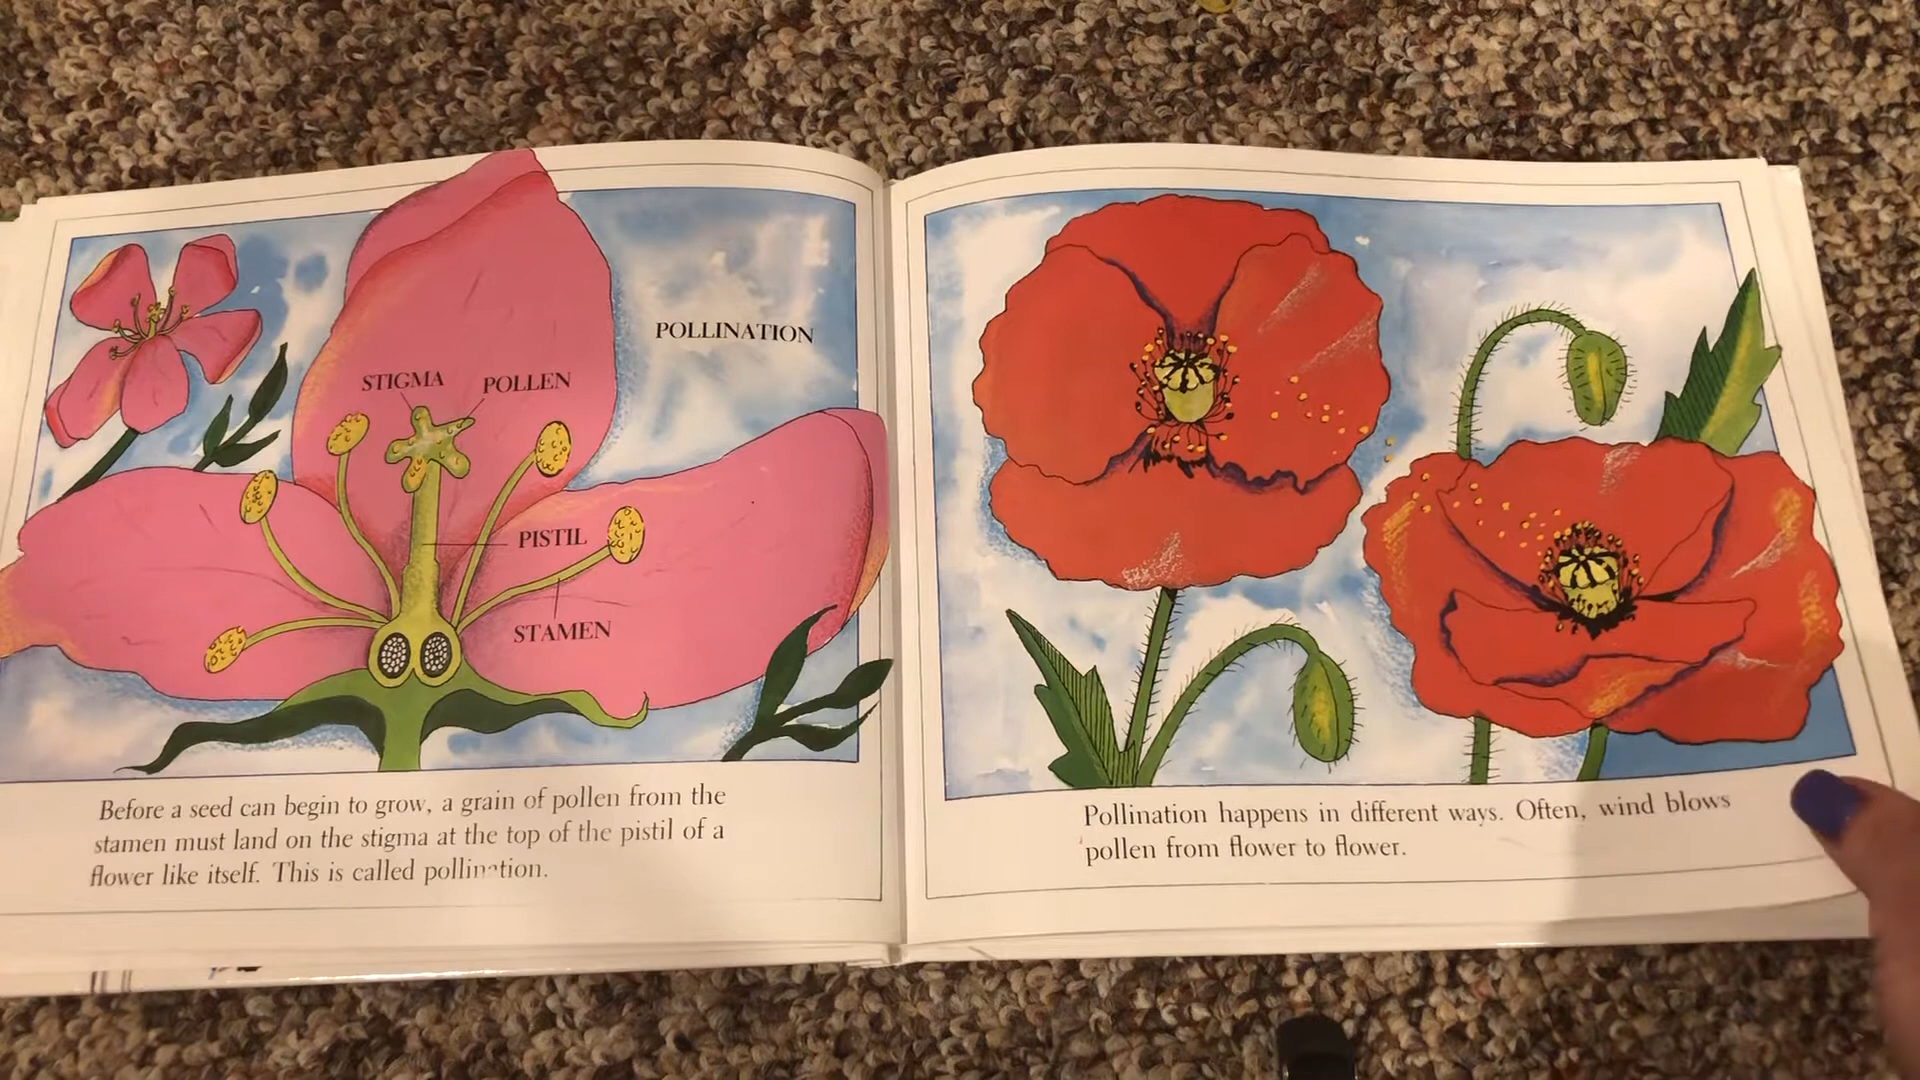 POLLINATION
STIGMA
POLLEN
PISTIL
STAMEN
Before a seed can begin to grow, a grain of pollen from the
stamen must land on the stigma at the top of the pistil of a
flower like itself. This is called pollination.
Pollination happens in different ways. Often, wind blows
pollen from flower to flower.